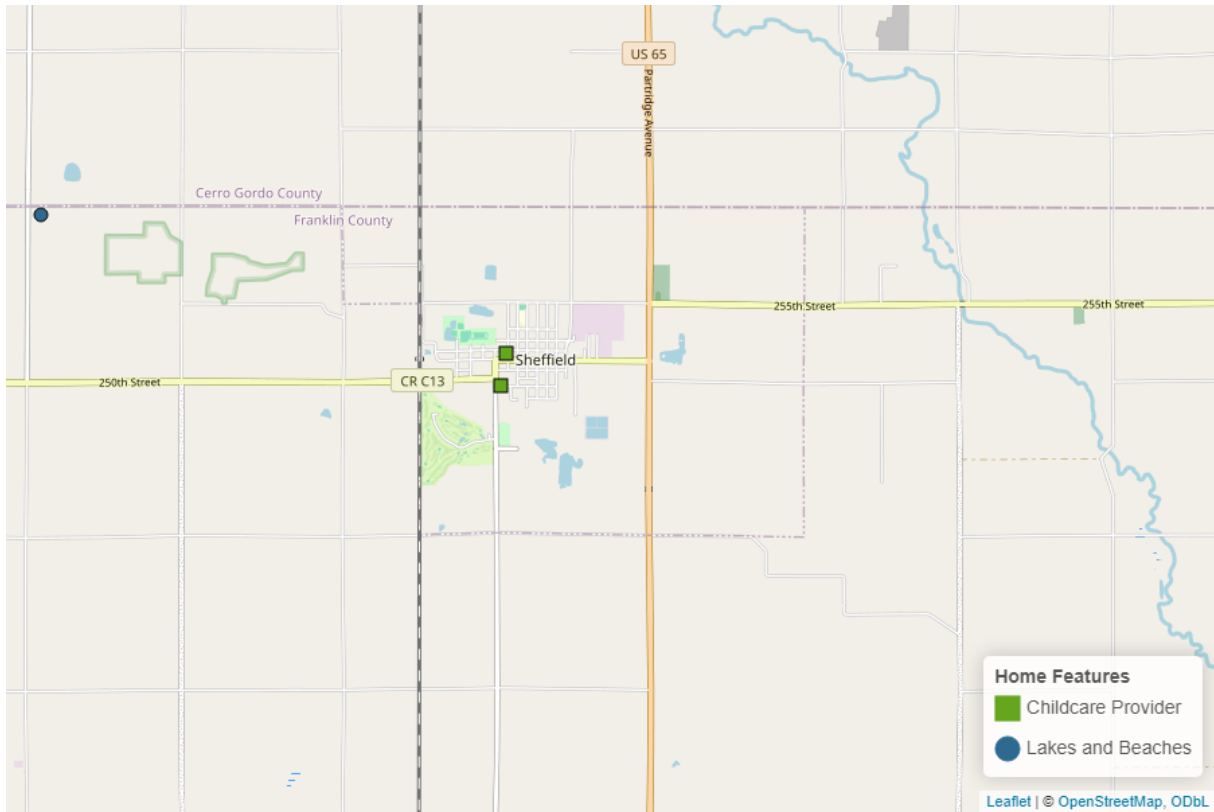 US 65
Partridge Avenue
Cerro Gordo County
Franklin County
255th Street
255th Street
Sheffield
250th Street
CR C13
Home Features
Childcare Provider
Lakes and Beaches
Leaflet | © OpenStreetMap, ODbL